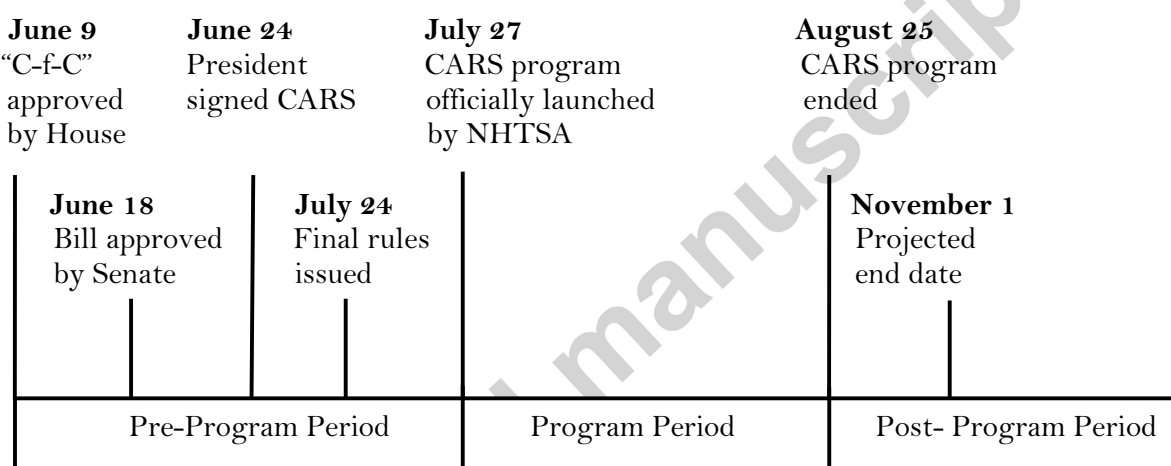 June 9
“C-f-C”
approved
by House
June 24
President
signed CARS
July 27
CARS program
officially launched
by NHTSA
August 25
CARS program
ended
June 18
Bill approved
by Senate
July 24
Final rules
issued
November 1
Projected
end date
Pre-Program Period
Program Period
Post- Program Period
manuscrip